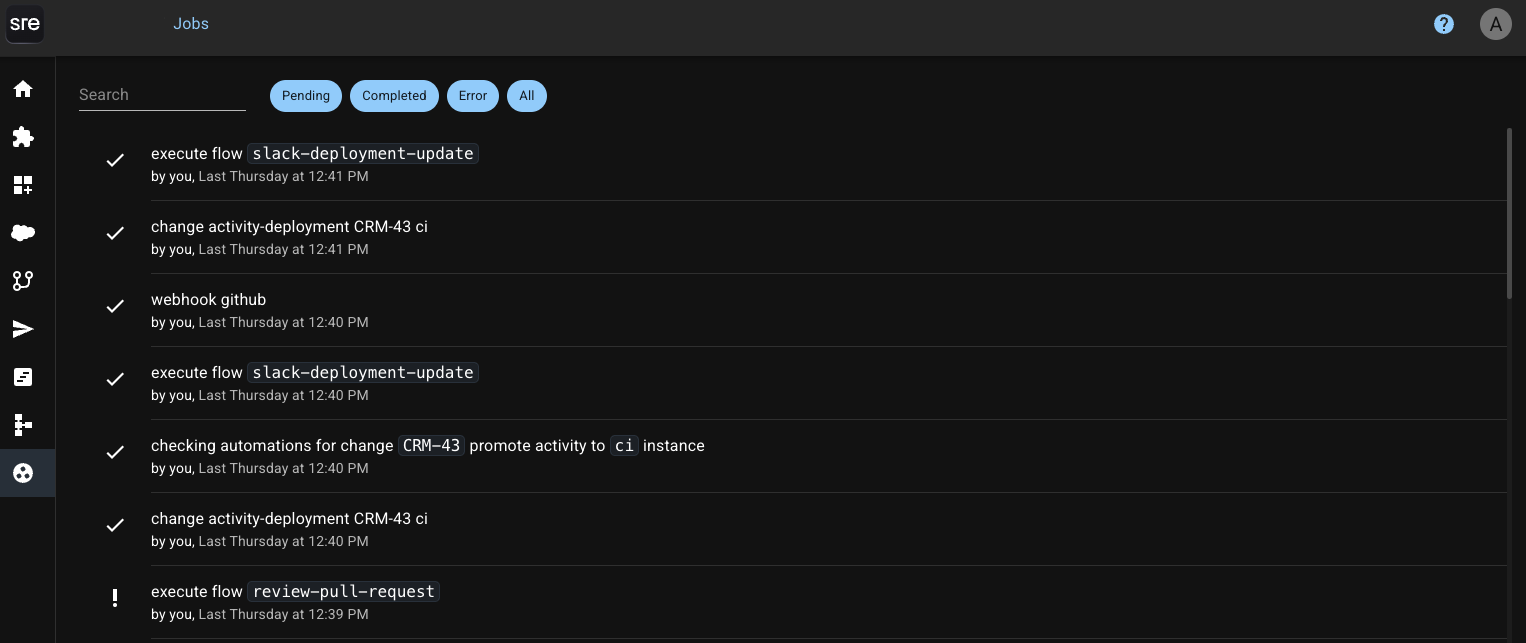 sre
Jobs
?
A
Search
Pending
Completed
Error
All
execute flow slack-deployment-update
by you, Last Thursday at 12:41 PM
change activity-deployment CRM-43 ci
by you, Last Thursday at 12:41 PM
webhook github
by you, Last Thursday at 12:40 PM
execute flow slack-deployment-update
by you, Last Thursday at 12:40 PM
checking automations for change CRM-43 promote activity to ci instance
by you, Last Thursday at 12:40 PM
change activity-deployment CRM-43 ci
by you, Last Thursday at 12:40 PM
execute flow review-pull-request
by you, Last Thursday at 12:39 PM